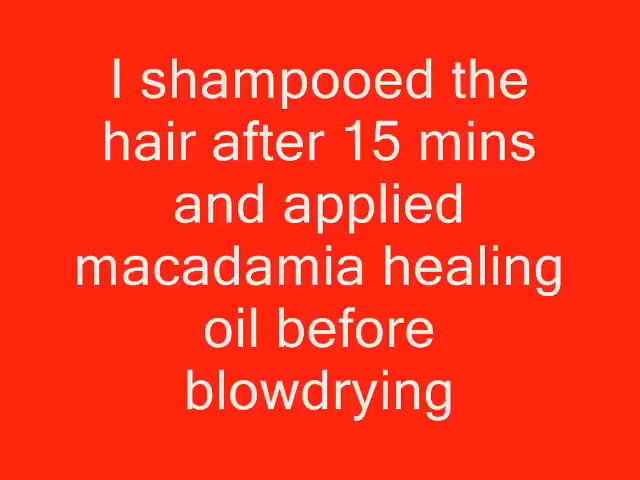 I shampooed the
hair after 15 mins
and applied
macadamia healing
oil before
blowdrying